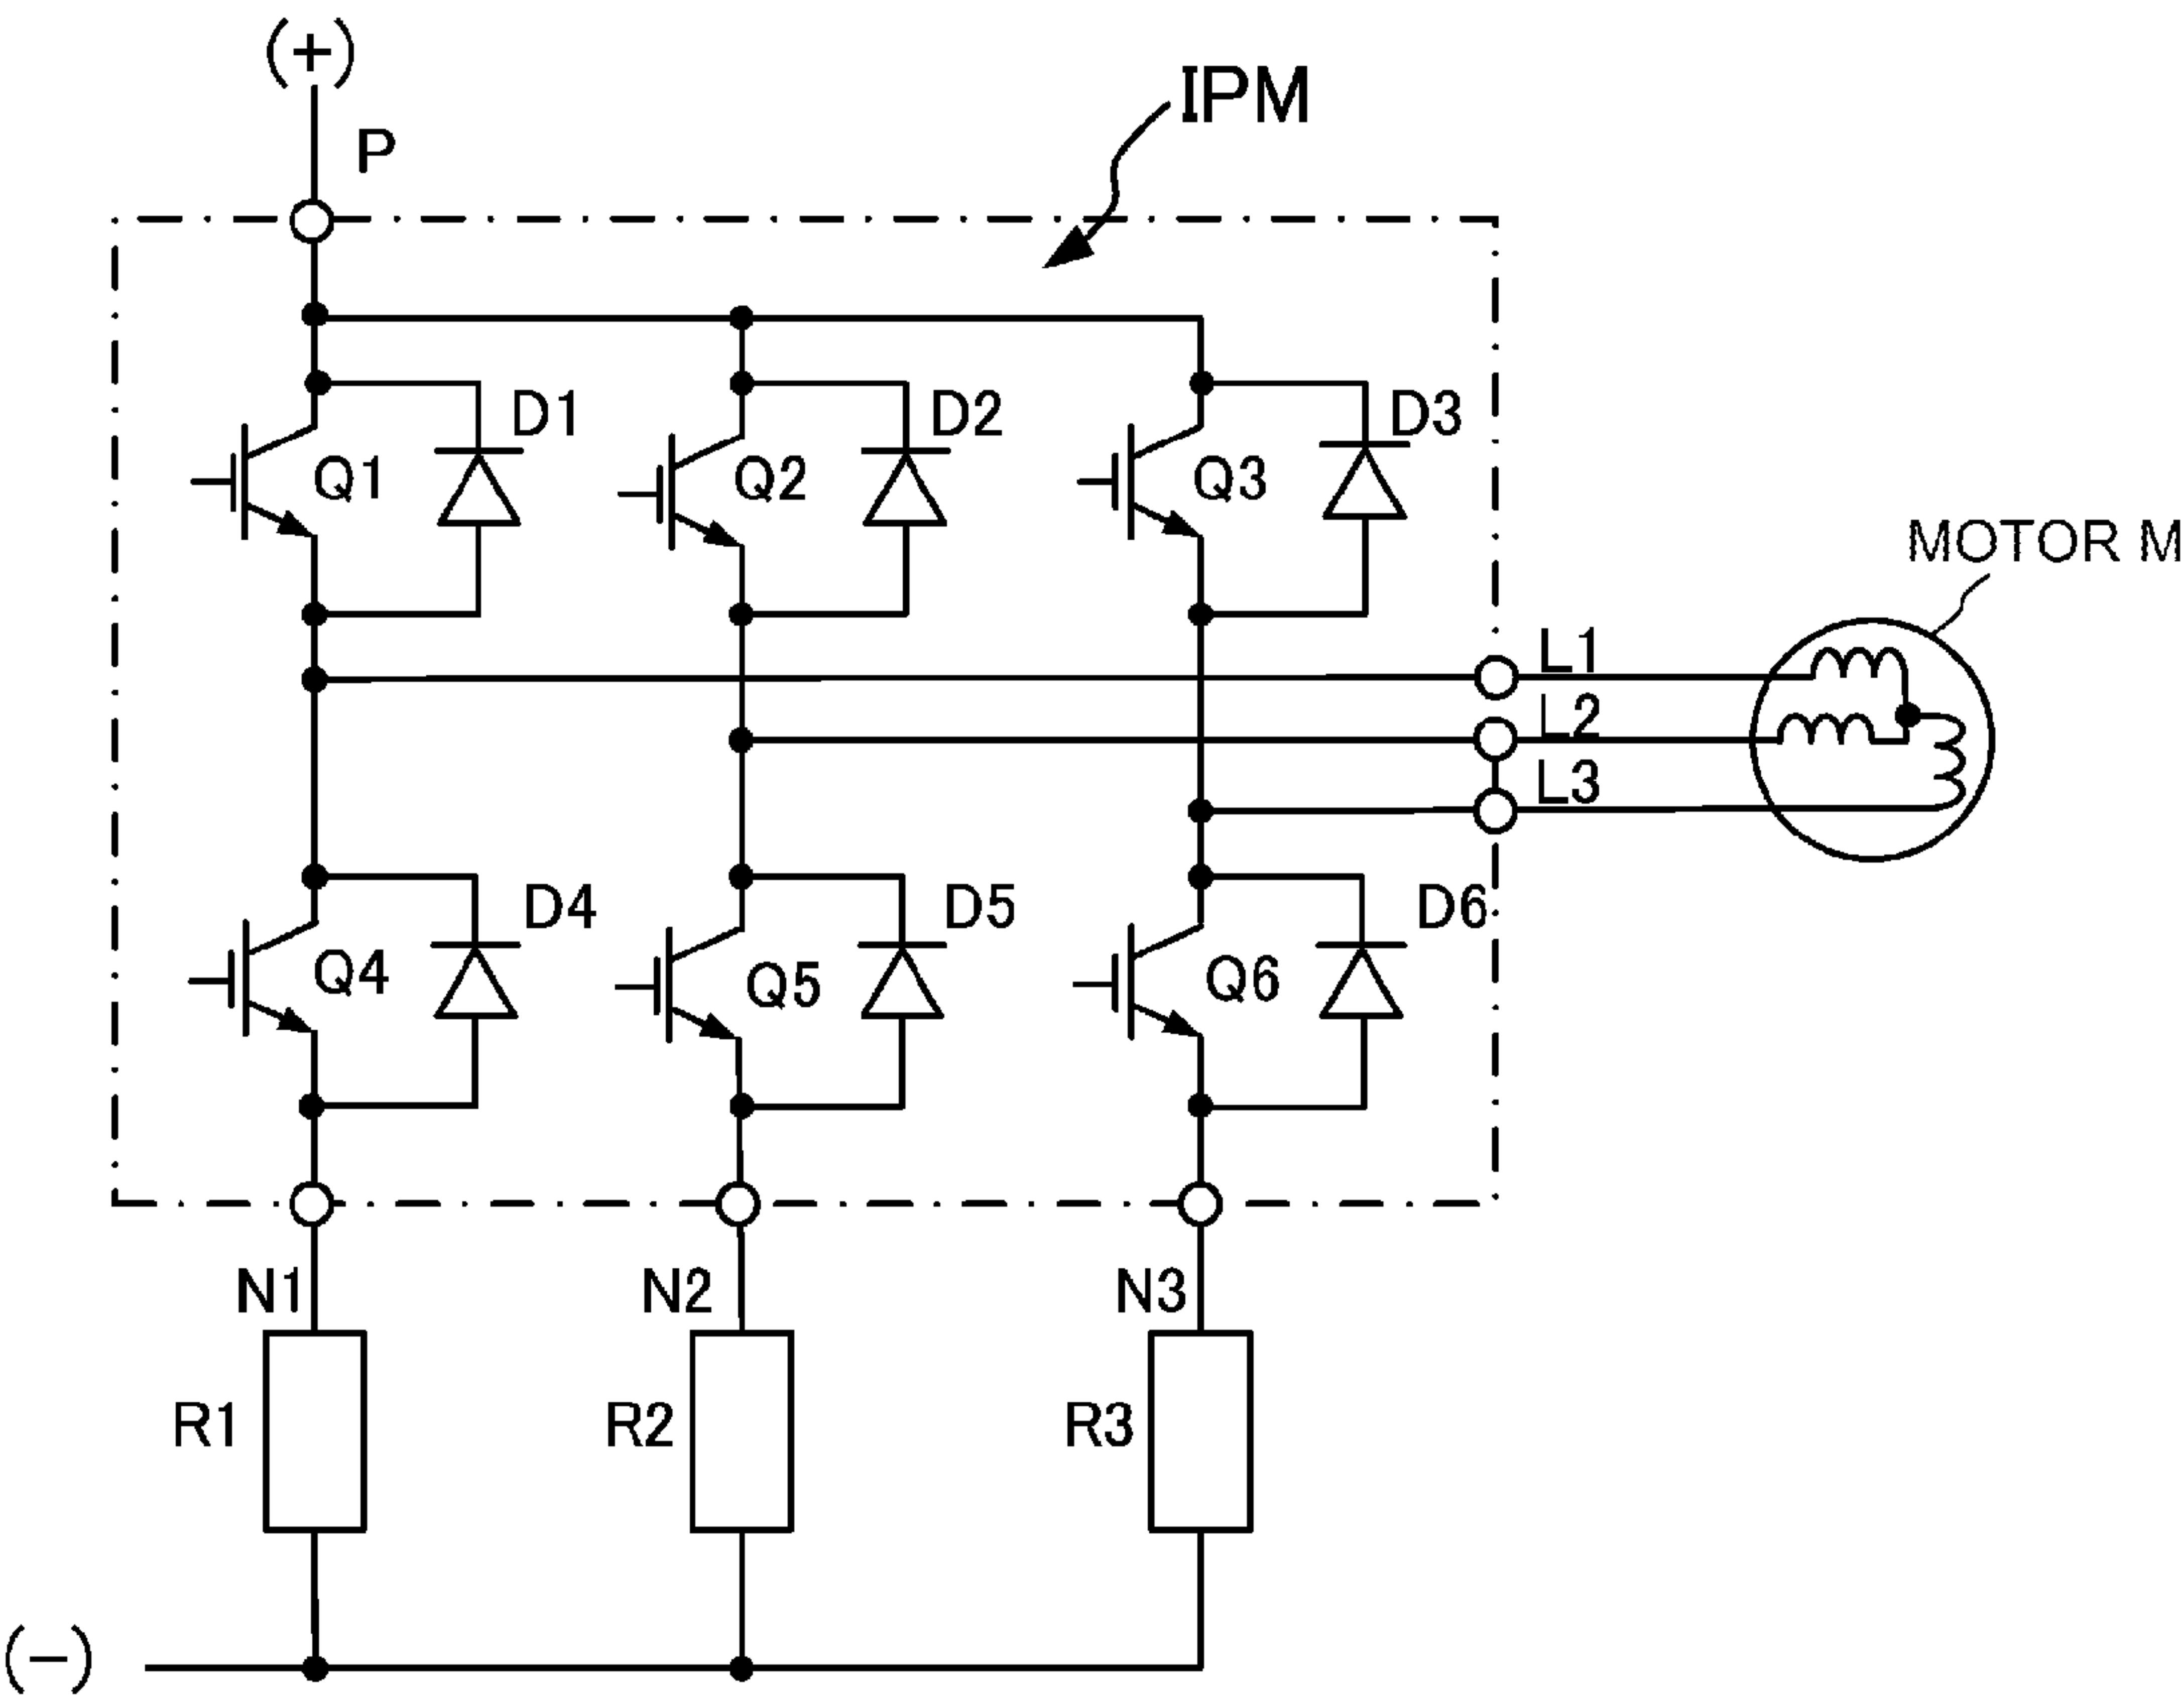 (+)
P
IPM
D1
D2
D3
Q1
Q2
Q3
MOTOR M
L1
L2
L3
D4
D5
D6
Q4
Q5
Q6
N1
N2
N3
R1
R2
R3
(-)